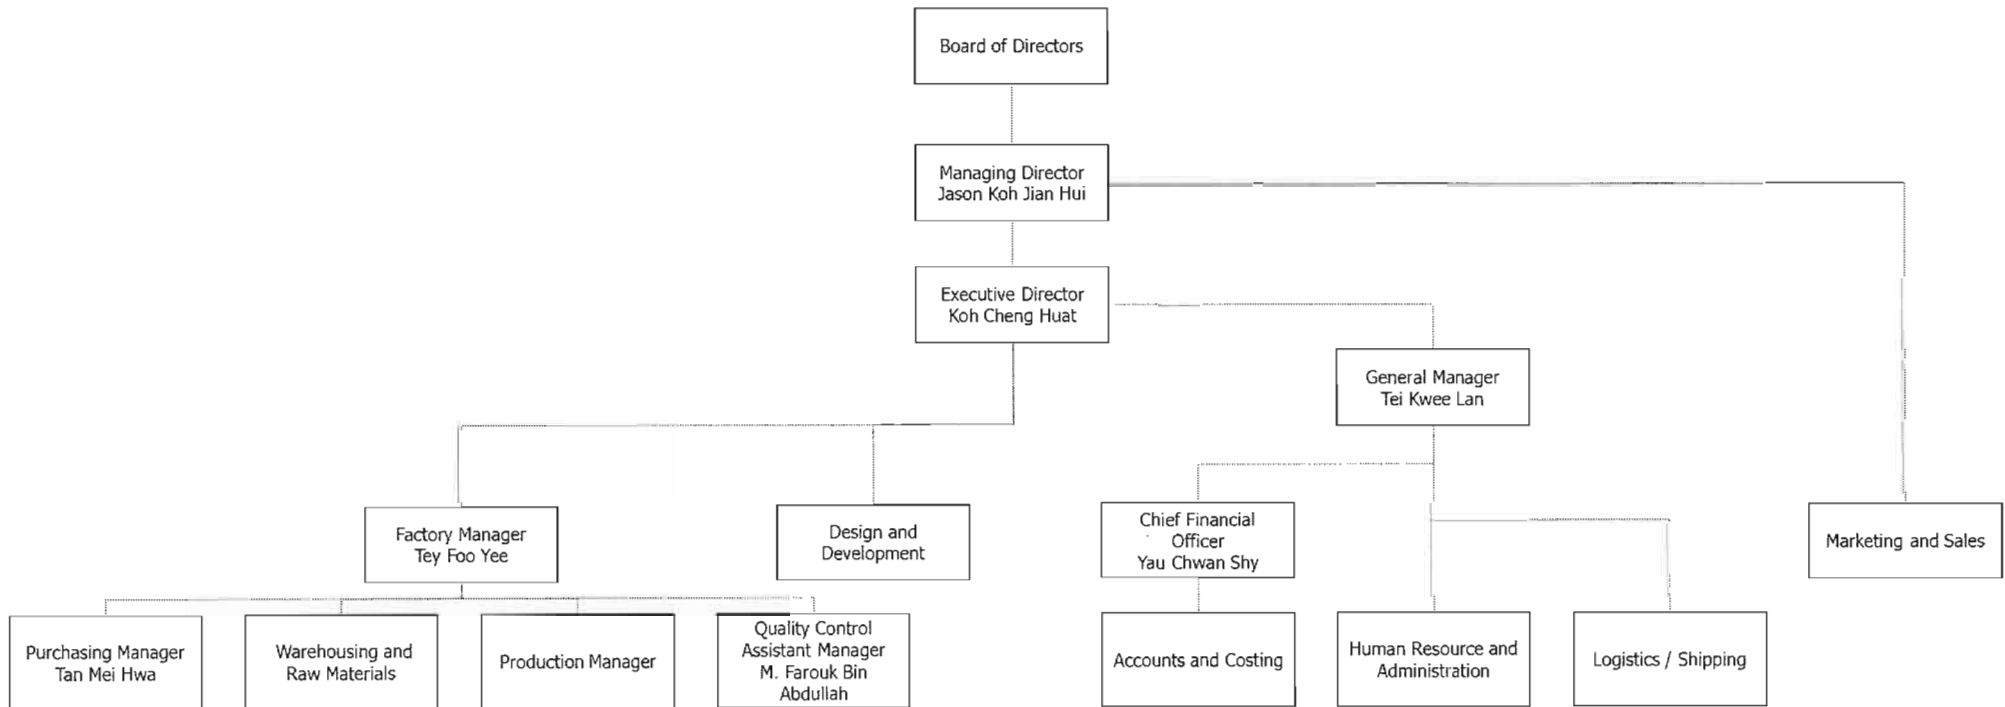 Board of Directors
Managing Director
Jason Koh Jian Hui
Executive Director
Koh Cheng Huat
General Manager
Tei Kwee Lan
Factory Manager
Tey Foo Yee
Design and
Development
Chief Financial
Officer
Yau Chwan Shy
Marketing and Sales
Purchasing Manager
Tan Mei Hwa
Warehousing and
Raw Materials
Production Manager
Quality Control
Assistant Manager
M. Farouk Bin
Abdullah
Accounts and Costing
Human Resource and
Administration
Logistics / Shipping